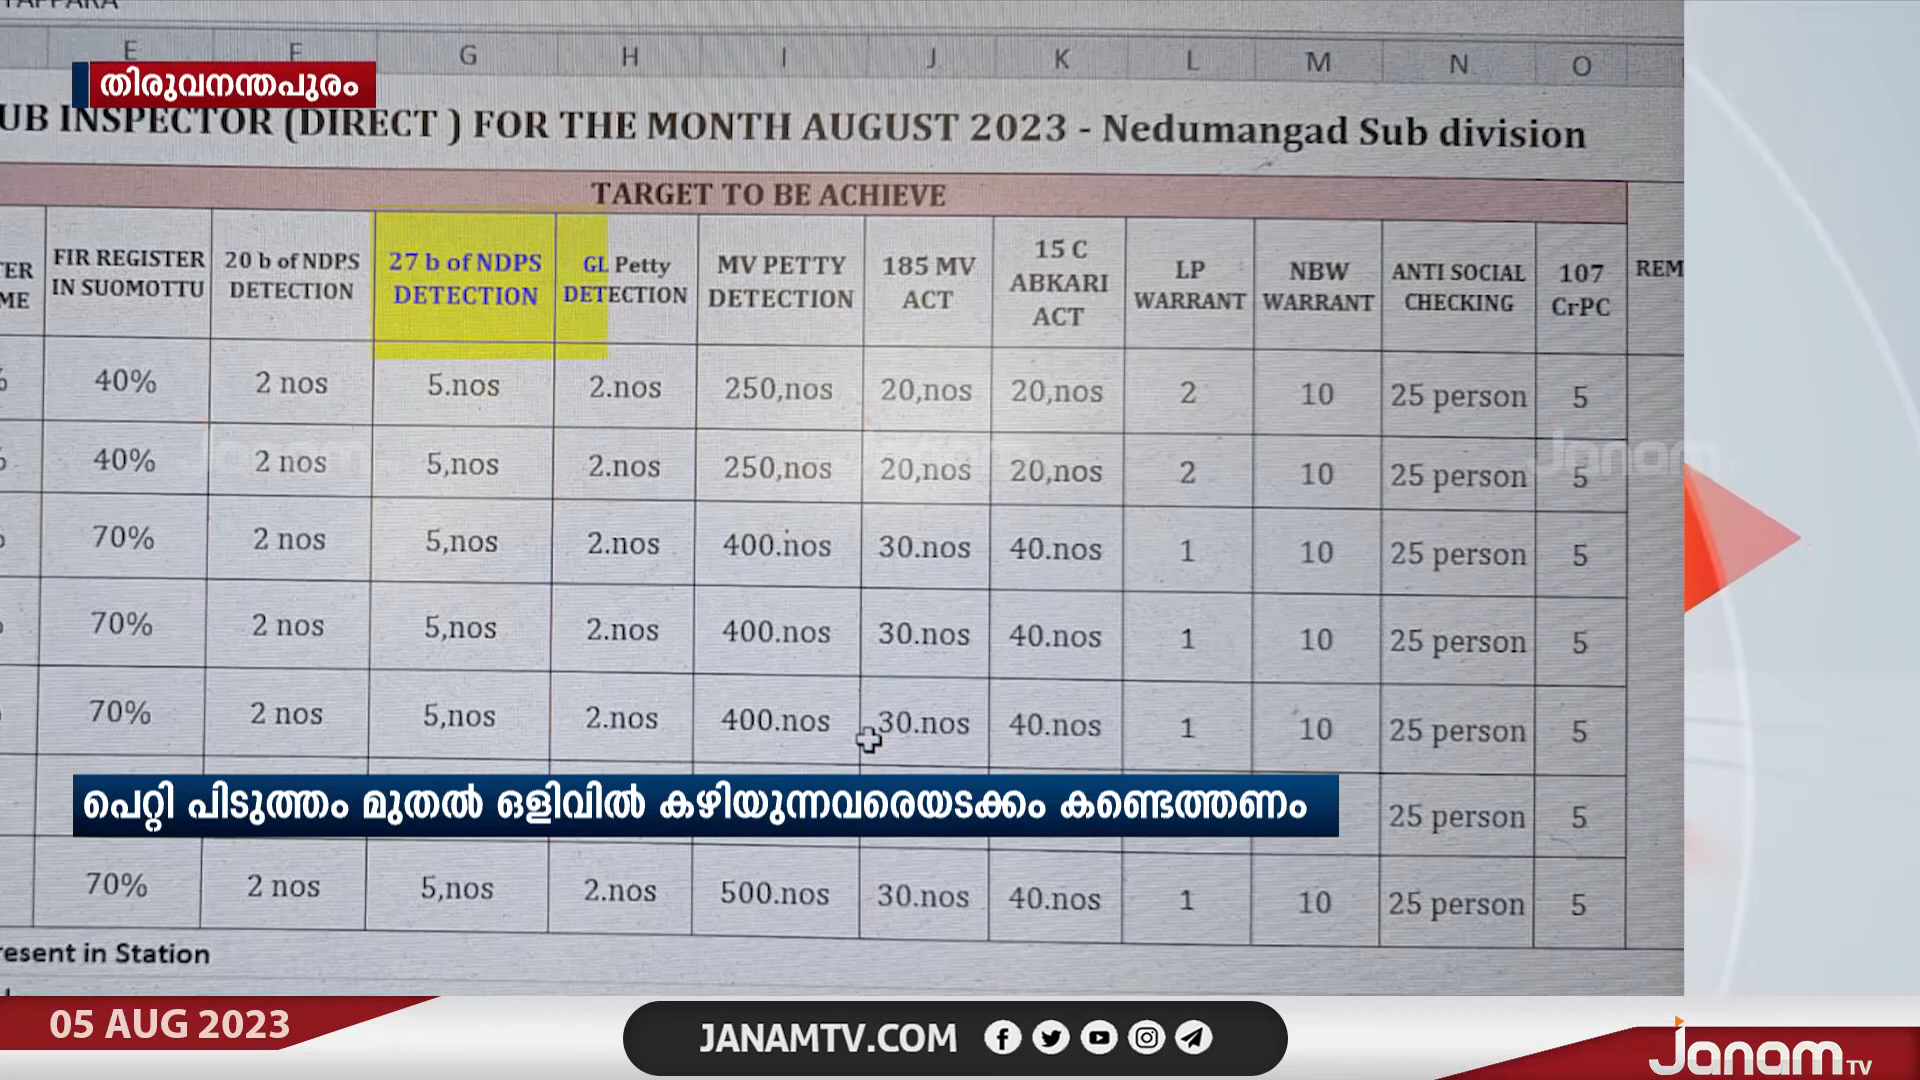 E F G H I J K L M N O
തിരുവനന്തപുരം
UB INSPECTOR (DIRECT ) FOR THE MONTH AUGUST 2023 - Nedumangad Sub division
TARGET TO BE ACHIEVE
FIR REGISTER IN SUOMOTTU 20 b of NDPS DETECTION 27 b of NDPS DETECTION GL Petty DETECTION MV PETTY DETECTION 185 MV ACT 15 C ABKARI ACT LP WARRANT NBW WARRANT ANTI SOCIAL CHECKING 107 CrPC REM
40% 2 nos 5.nos 2.nos 250,nos 20,nos 20,nos 2 10 25 person 5
40% 2 nos 5,nos 2.nos 250,nos 20,nos 20,nos 2 10 25 person 5
70% 2 nos 5,nos 2.nos 400.nos 30.nos 40.nos 1 10 25 person 5
70% 2 nos 5,nos 2.nos 400.nos 30.nos 40.nos 1 10 25 person 5
70% 2 nos 5,nos 2.nos 400.nos 30.nos 40.nos 1 10 25 person 5
പെറ്റി പിടുത്തം മുതൽ ഒളിവിൽ കഴിയുന്നവരെയടക്കം കണ്ടെത്തണം
25 person 5
70% 2 nos 5,nos 2.nos 500.nos 30.nos 40.nos 1 10 25 person 5
resent in Station
05 AUG 2023
JANAMTV.COM
Janam TV